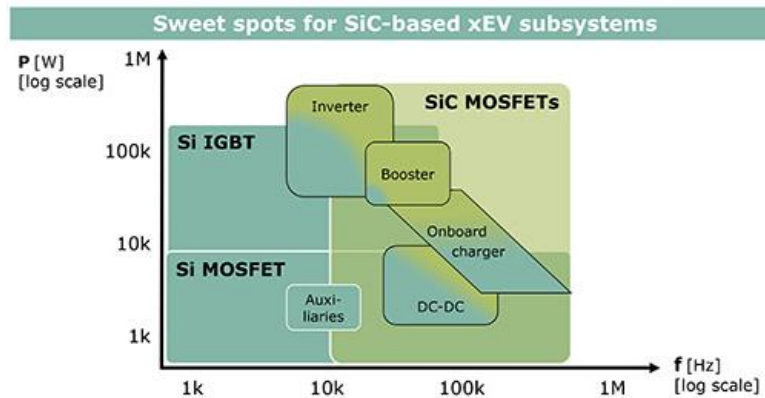 Sweet spots for SiC-based xEV subsystems
P [W]
[log scale]
1M
100k
10k
1k
Inverter
SiC MOSFETs
Si IGBT
Booster
Onboard
charger
Si MOSFET
Auxi-
liaries
DC-DC
f [Hz]
[log scale]
1k
10k
100k
1M